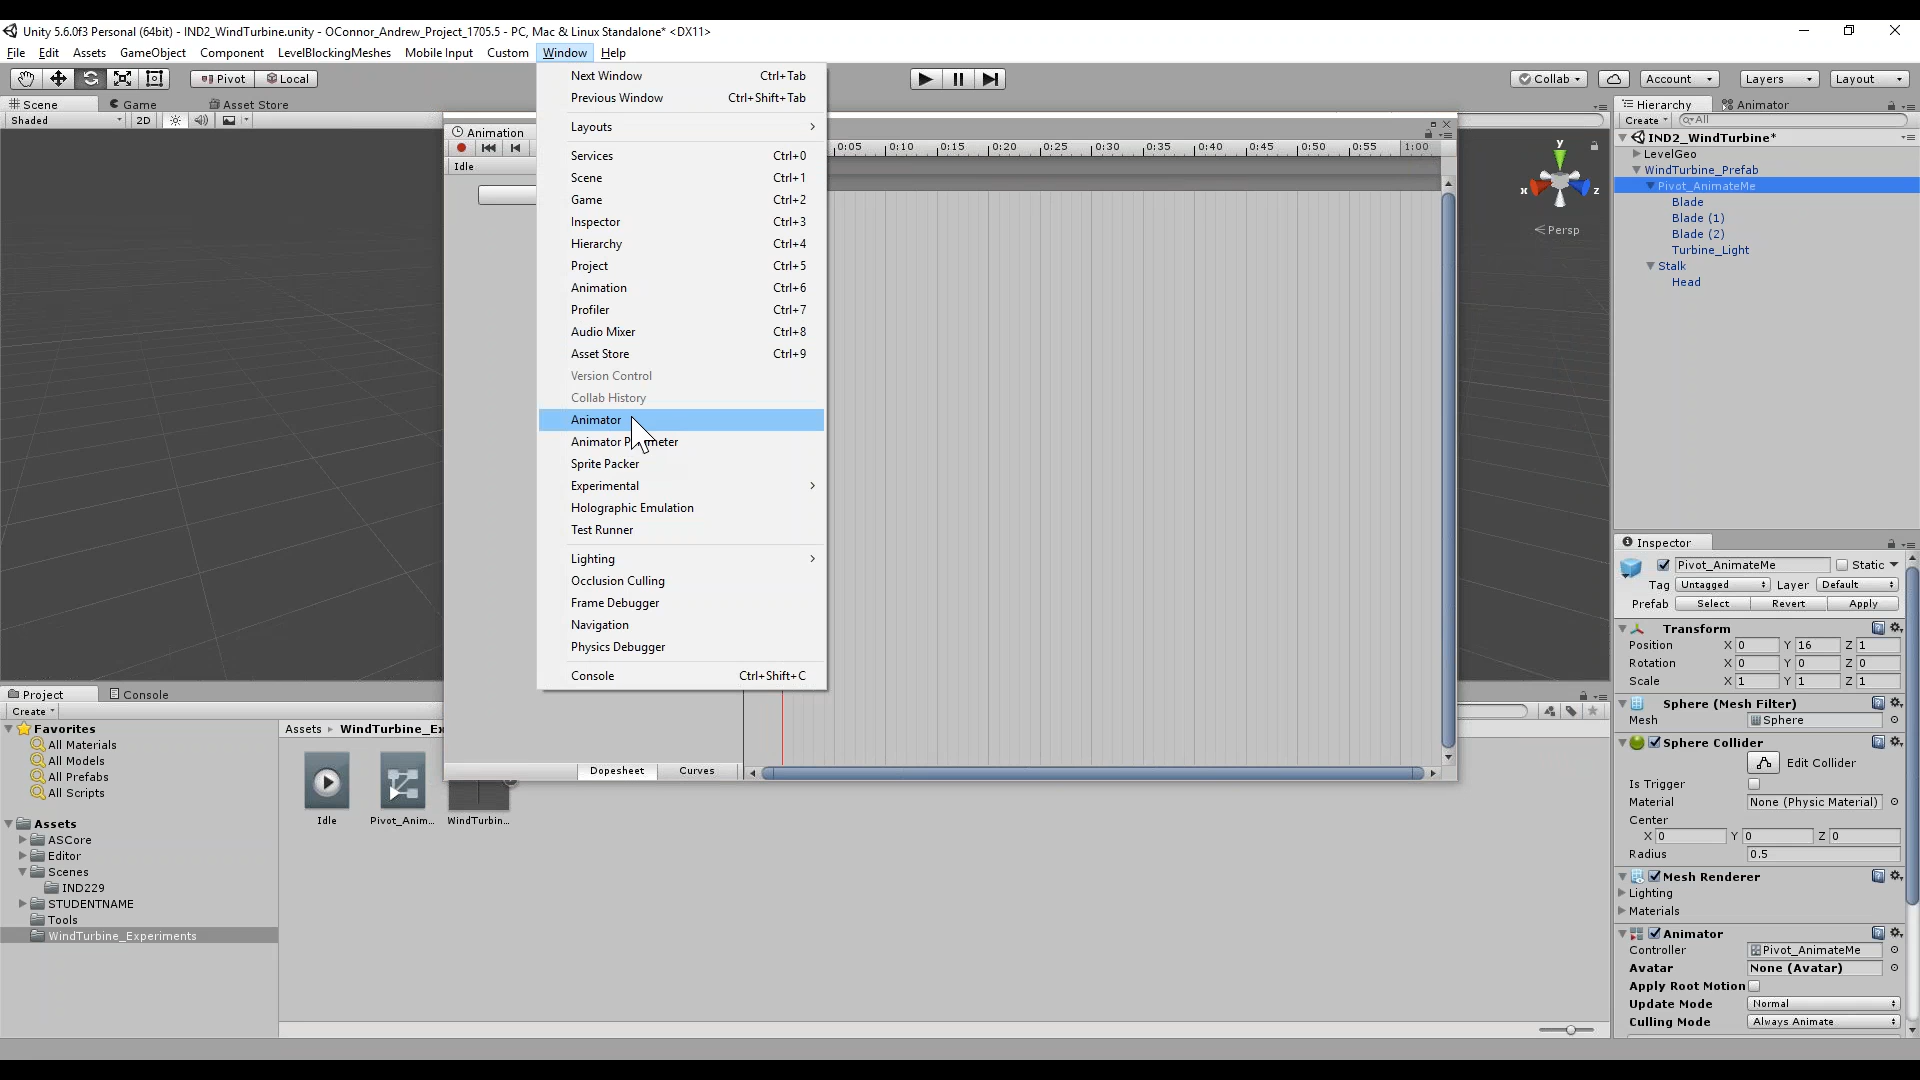 Unity 5.6.0f3 Personal (64bit) - IND2_WindTurbine.unity - OConnor_Andrew_Project_1705.5 - PC, Mac & Linux Standalone* <DX11>
File Edit Assets GameObject Component LevelBlockingMeshes Mobile Input Custom Window Help
Pivot Local Collab Account Layers Layout
Scene Game Asset Store
Shaded 2D
Next Window Ctrl+Tab
Previous Window Ctrl+Shift+Tab
Layouts
Services Ctrl+0
Scene Ctrl+1
Game Ctrl+2
Inspector Ctrl+3
Hierarchy Ctrl+4
Project Ctrl+5
Animation Ctrl+6
Profiler Ctrl+7
Audio Mixer Ctrl+8
Asset Store Ctrl+9
Version Control
Collab History
Animator
Animator
Sprite Packer
Experimental
Holographic Emulation
Test Runner
Lighting
Occlusion Culling
Frame Debugger
Navigation
Physics Debugger
Console Ctrl+Shift+C
Animation
Idle
0:05 0:10 0:15 0:20 0:25 0:30 0:35 0:40 0:45 0:50 0:55 1:00
Dopesheet Curves
y
x z
Persp
Hierarchy Animator
Create All
IND2_WindTurbine*
LevelGeo
WindTurbine_Prefab
Pivot_AnimateMe
Blade
Blade (1)
Blade (2)
Turbine_Light
Stalk
Head
Inspector
Pivot_AnimateMe Static
Tag Untagged Layer Default
Prefab Select Revert Apply
Transform
Position X 0 Y 16 Z 1
Rotation X 0 Y 0 Z 0
Scale X 1 Y 1 Z 1
Sphere (Mesh Filter)
Mesh Sphere
Sphere Collider
Edit Collider
Is Trigger
Material None (Physic Material)
Center
X 0 Y 0 Z 0
Radius 0.5
Mesh Renderer
Lighting
Materials
Animator
Controller Pivot_AnimateMe
Avatar None (Avatar)
Apply Root Motion
Update Mode Normal
Culling Mode Always Animate
Project Console
Create
Favorites
All Materials
All Models
All Prefabs
All Scripts
Assets
ASCore
Editor
Scenes
IND229
STUDENTNAME
Tools
WindTurbine_Experiments
Assets WindTurbine_Ex
Idle Pivot_Anim... WindTurbin...